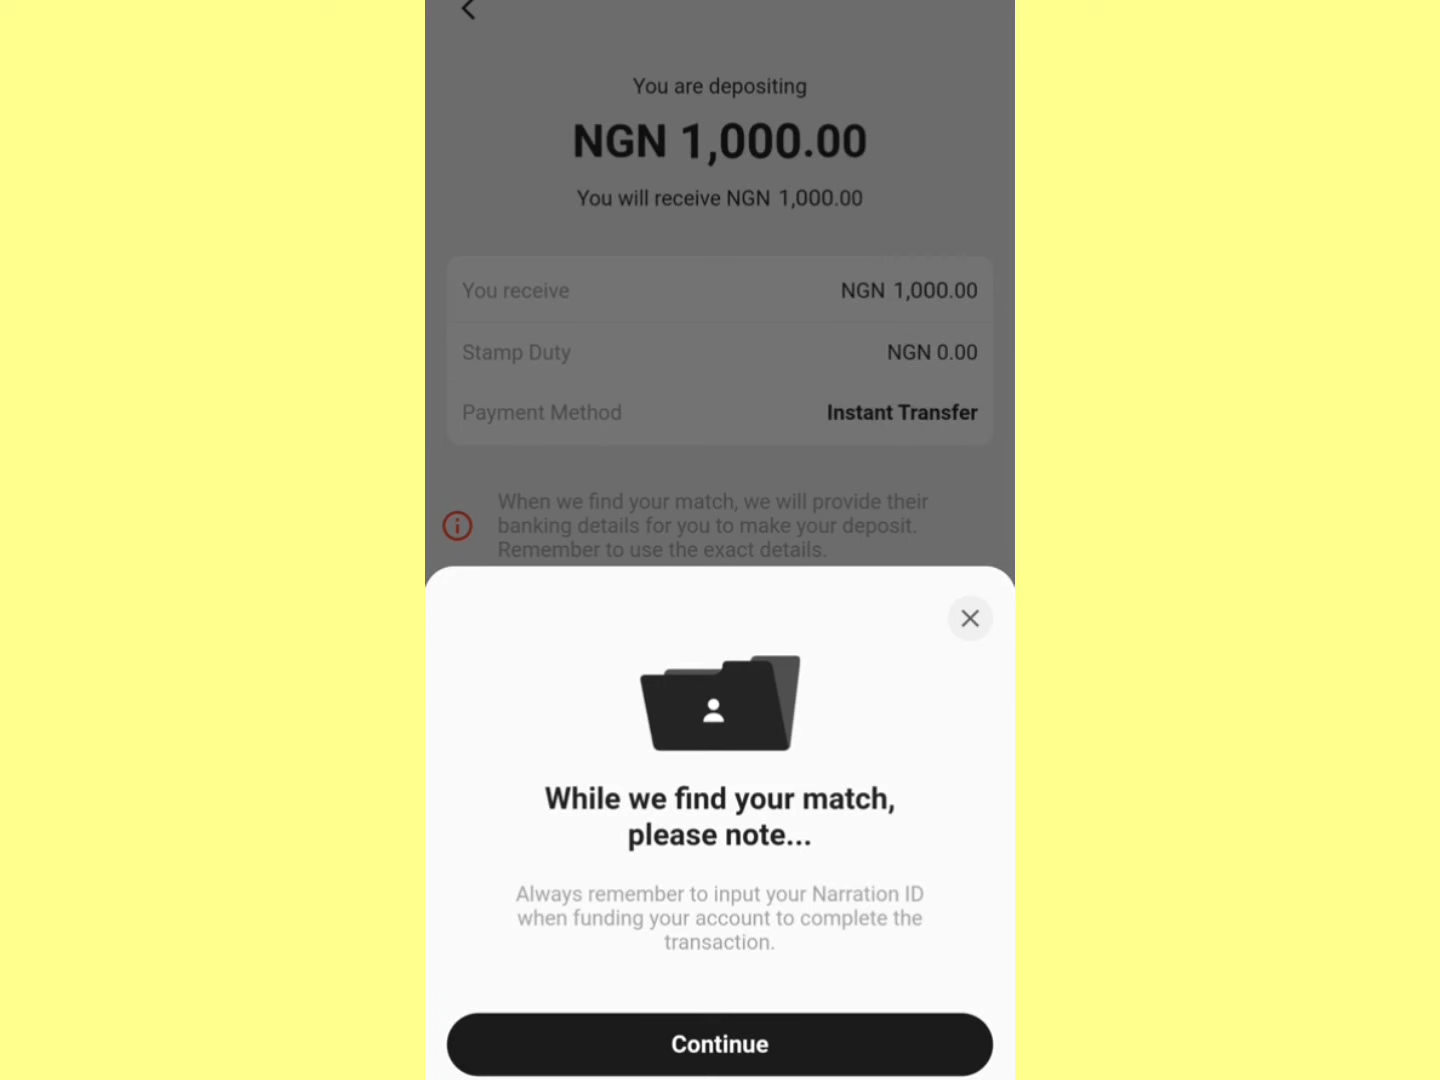 You are depositing
NGN 1,000.00
You will receive NGN 1,000.00
You receive NGN 1,000.00
Stamp Duty NGN 0.00
Payment Method Instant Transfer
When we find your match, we will provide their
banking details for you to make your deposit.
Remember to use the exact details.
While we find your match,
please note...
Always remember to input your Narration ID
when funding your account to complete the
transaction.
Continue